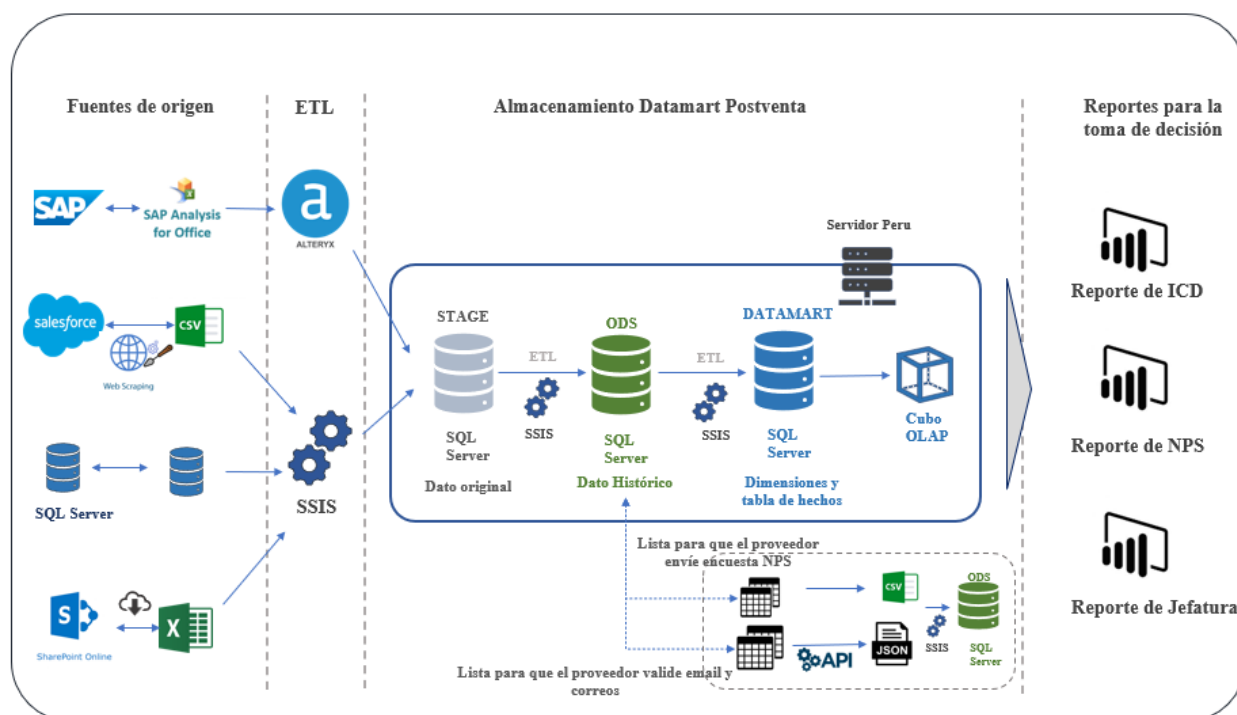 Fuentes de origen
ETL
Almacenamiento Datamart Postventa
Reportes para la
toma de decisión
SAP
SAP Analysis
for Office
a
ALTERYX
Servidor Peru
salesforce
CSV
Web Scraping
STAGE
ODS
DATAMART
ETL
ETL
SSIS
SSIS
SQL
Server
SQL
Server
SQL
Server
Cubo
OLAP
Dato original
Dato Histórico
Dimensiones y
tabla de hechos
Reporte de ICD
Reporte de NPS
Reporte de Jefatura
SQL Server
SSIS
S
SharePoint Online
X
Lista para que el proveedor
envíe encuesta NPS
CSV
ODS
API
JSON
SSIS
SQL
Server
Lista para que el proveedor valide email y
correos